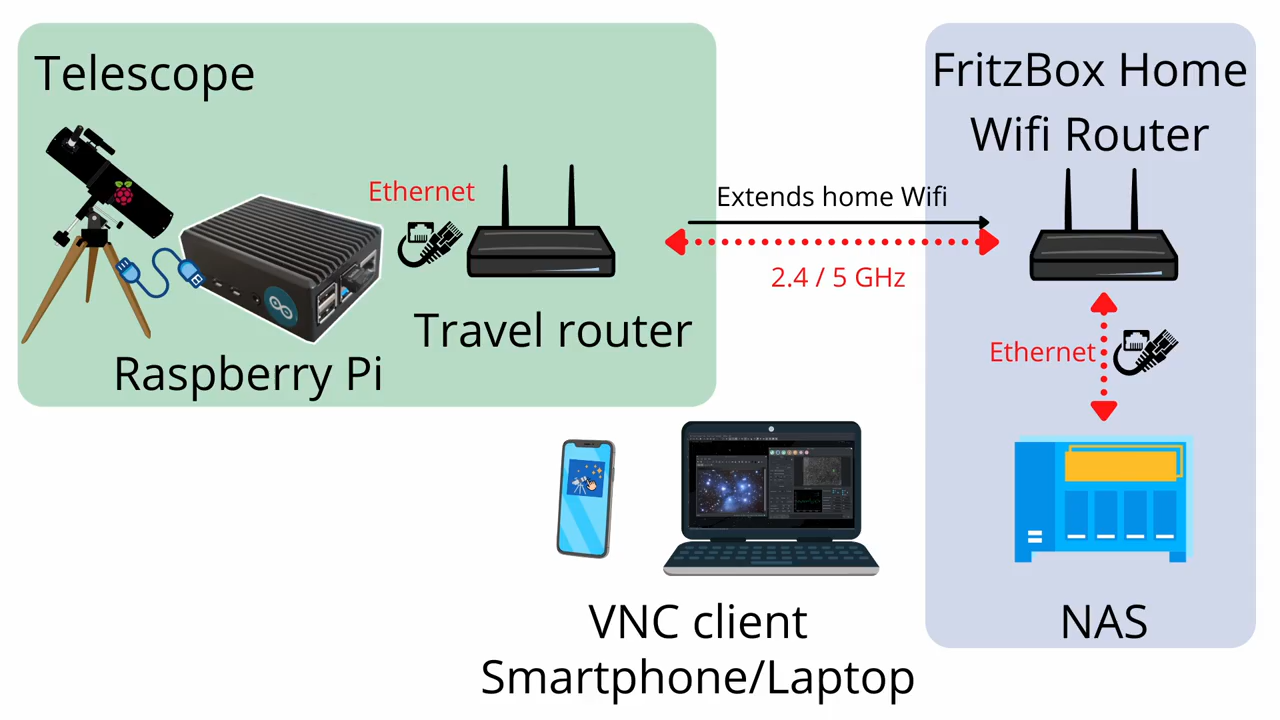 Telescope
Ethernet
Travel router
Raspberry Pi
Extends home Wifi
2.4 / 5 GHz
FritzBox Home
Wifi Router
Ethernet
NAS
VNC client
Smartphone/Laptop